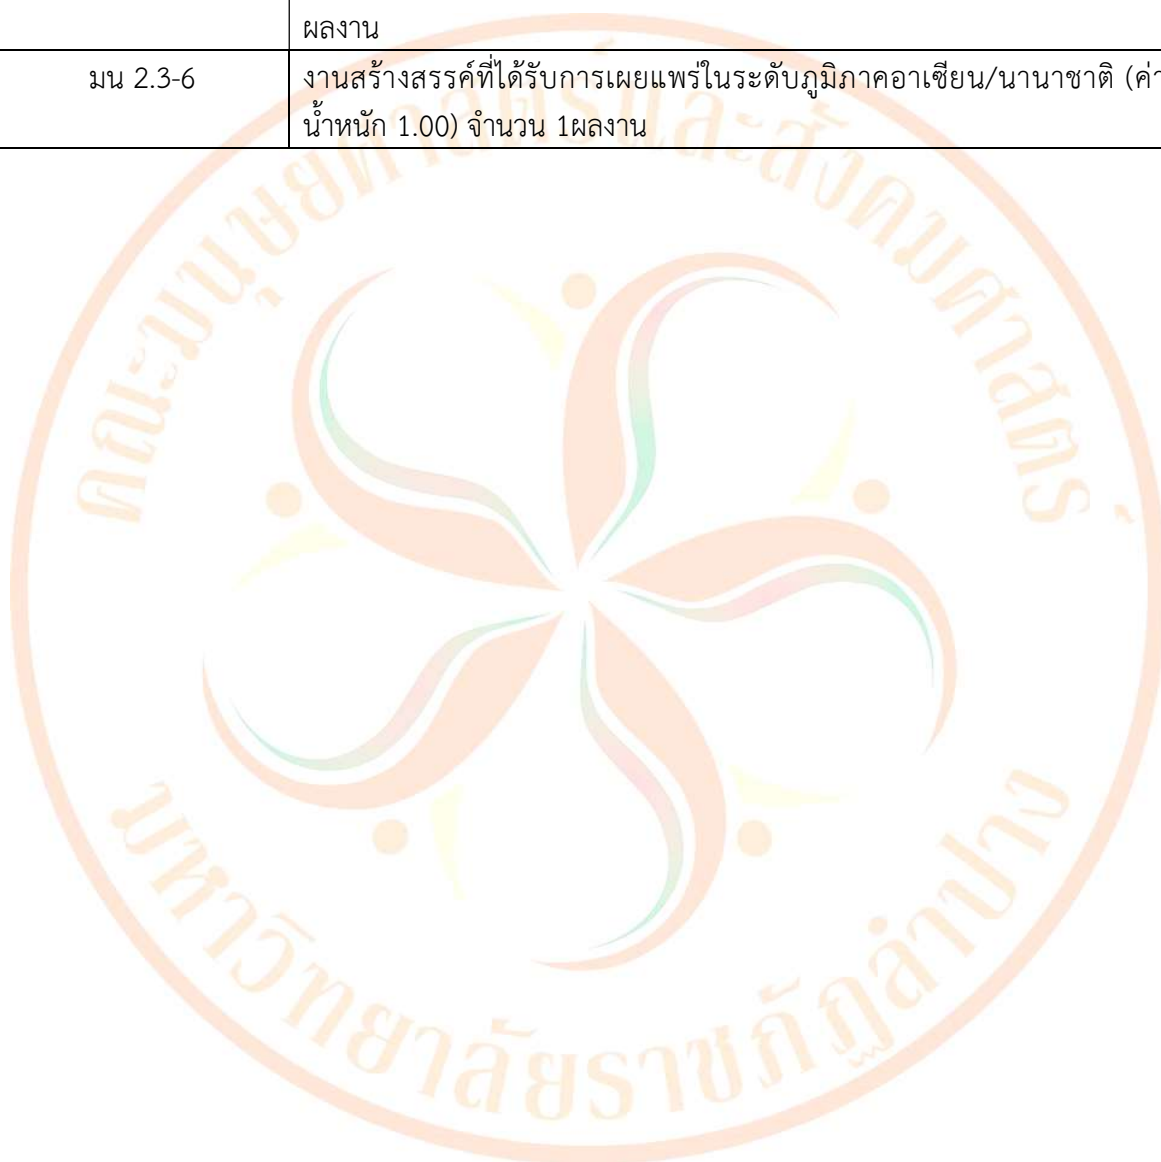 ผลงาน
มน 2.3-6
งานสร้างสรรค์ที่ได้รับการเผยแพร่ในระดับภูมิภาคอาเซียน/นานาชาติ (ค่า
น้ำหนัก 1.00) จำนวน 1ผลงาน
คณะมนุษยศาสตร์และสังคมศาสตร์
มหาวิทยาลัยราชภัฏลำปาง